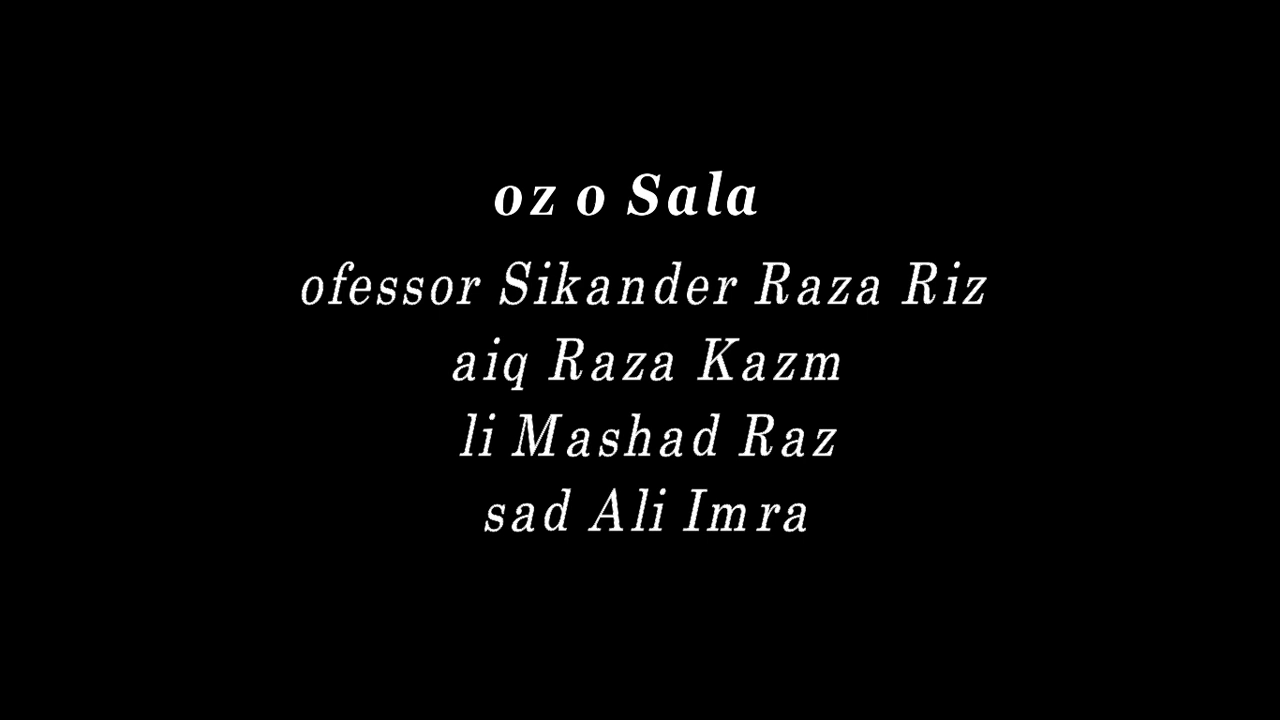 oz o Sala
ofessor Sikander Raza Riz
aiq Raza Kazm
li Mashad Raz
sad Ali Imra